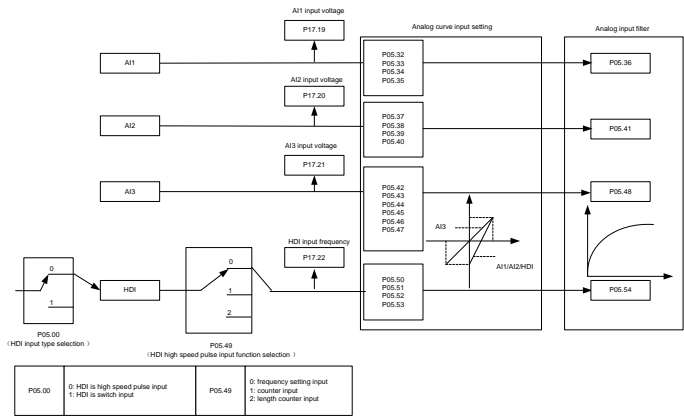 AI1 input voltage
P17.19
Analog curve input setting
Analog input filter
AI1
P05.32
P05.33
P05.34
P05.35
P05.36
AI2 input voltage
P17.20
AI2
P05.37
P05.38
P05.39
P05.40
P05.41
AI3 input voltage
P17.21
AI3
P05.42
P05.43
P05.44
P05.45
P05.46
P05.47
P05.48
AI3
AI1/AI2/HDI
HDI input frequency
P17.22
0
1
HDI
0
1
2
P05.50
P05.51
P05.52
P05.53
P05.54
P05.00
（HDI input type selection ）
P05.49
（HDI high speed pulse input function selection ）
P05.00
0: HDI is high speed pulse input
1: HDI is switch input
P05.49
0: frequency setting input
1: counter input
2: length counter input